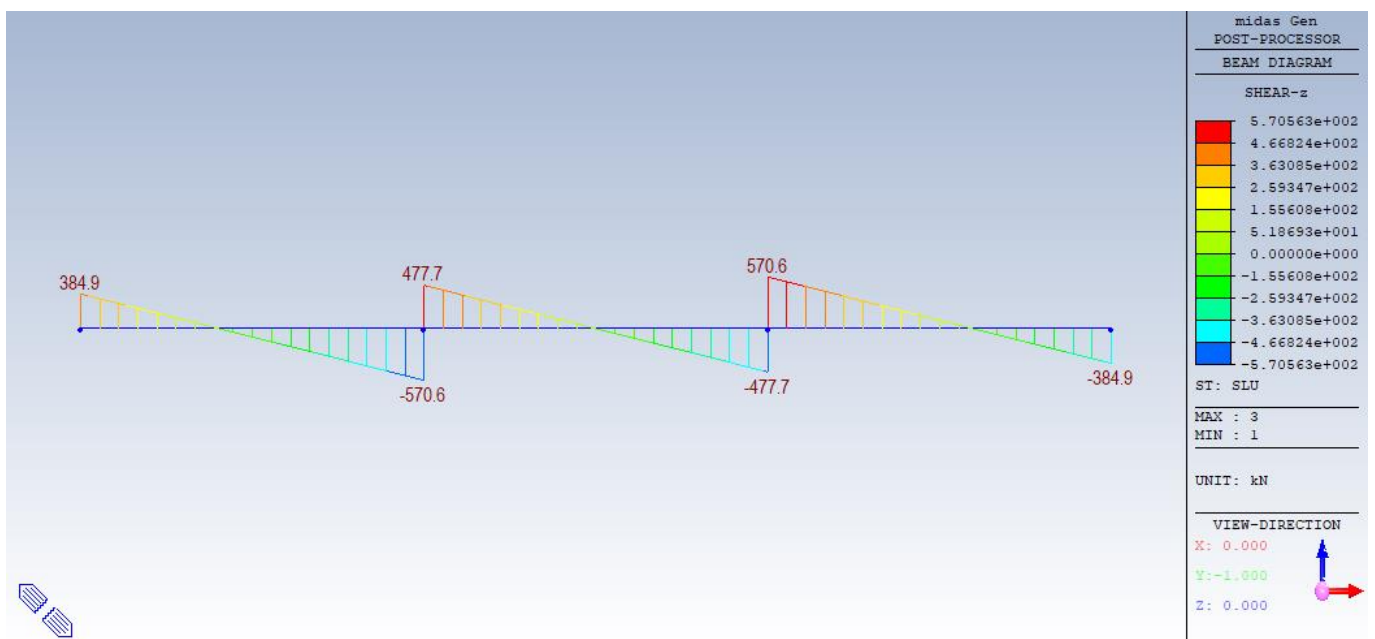 midas Gen
POST-PROCESSOR
BEAM DIAGRAM
SHEAR-z
5.70563e+002
4.66824e+002
3.63085e+002
2.59347e+002
1.55608e+002
5.18693e+001
0.00000e+000
-1.55608e+002
-2.59347e+002
-3.63085e+002
-4.66824e+002
-5.70563e+002
ST: SLU
MAX : 3
MIN : 1
UNIT: kN
VIEW-DIRECTION
X: 0.000
Y:-1.000
Z: 0.000
384.9
477.7
570.6
-570.6
-477.7
-384.9